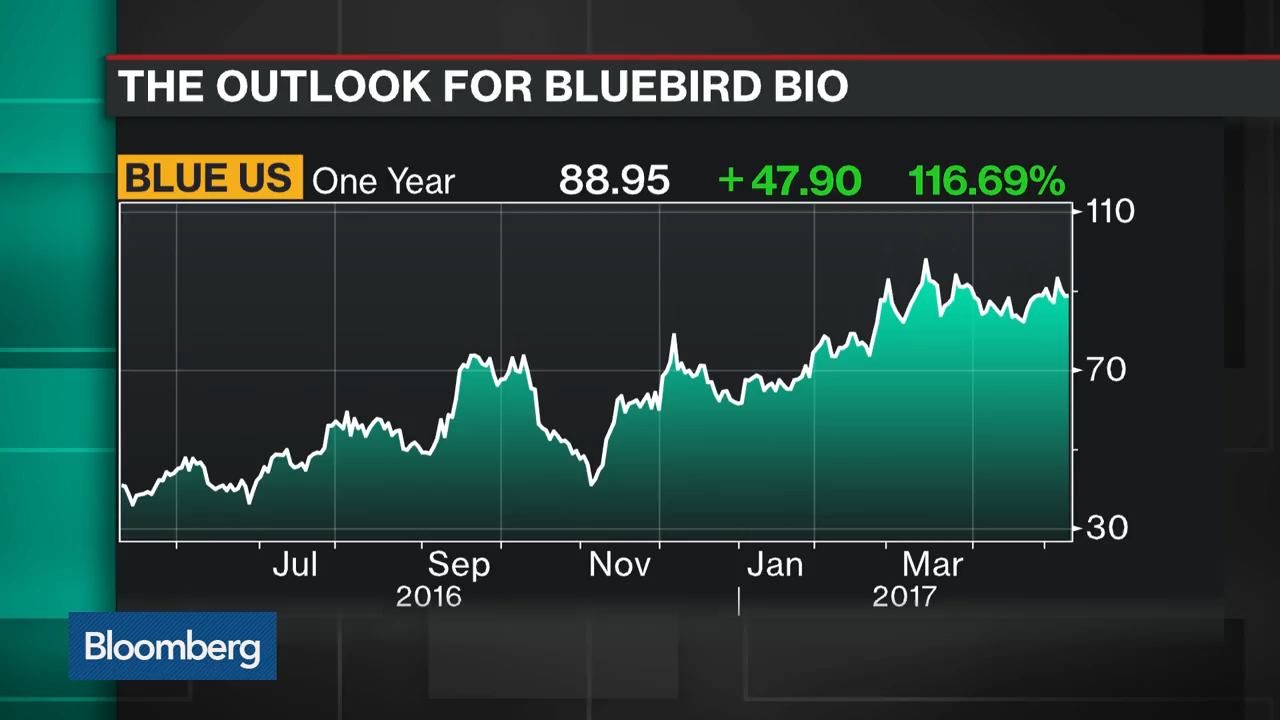 THE OUTLOOK FOR BLUEBIRD BIO
BLUE US One Year 88.95 +47.90 116.69%
110
70
30
Jul Sep Nov Jan Mar
2016 2017
Bloomberg